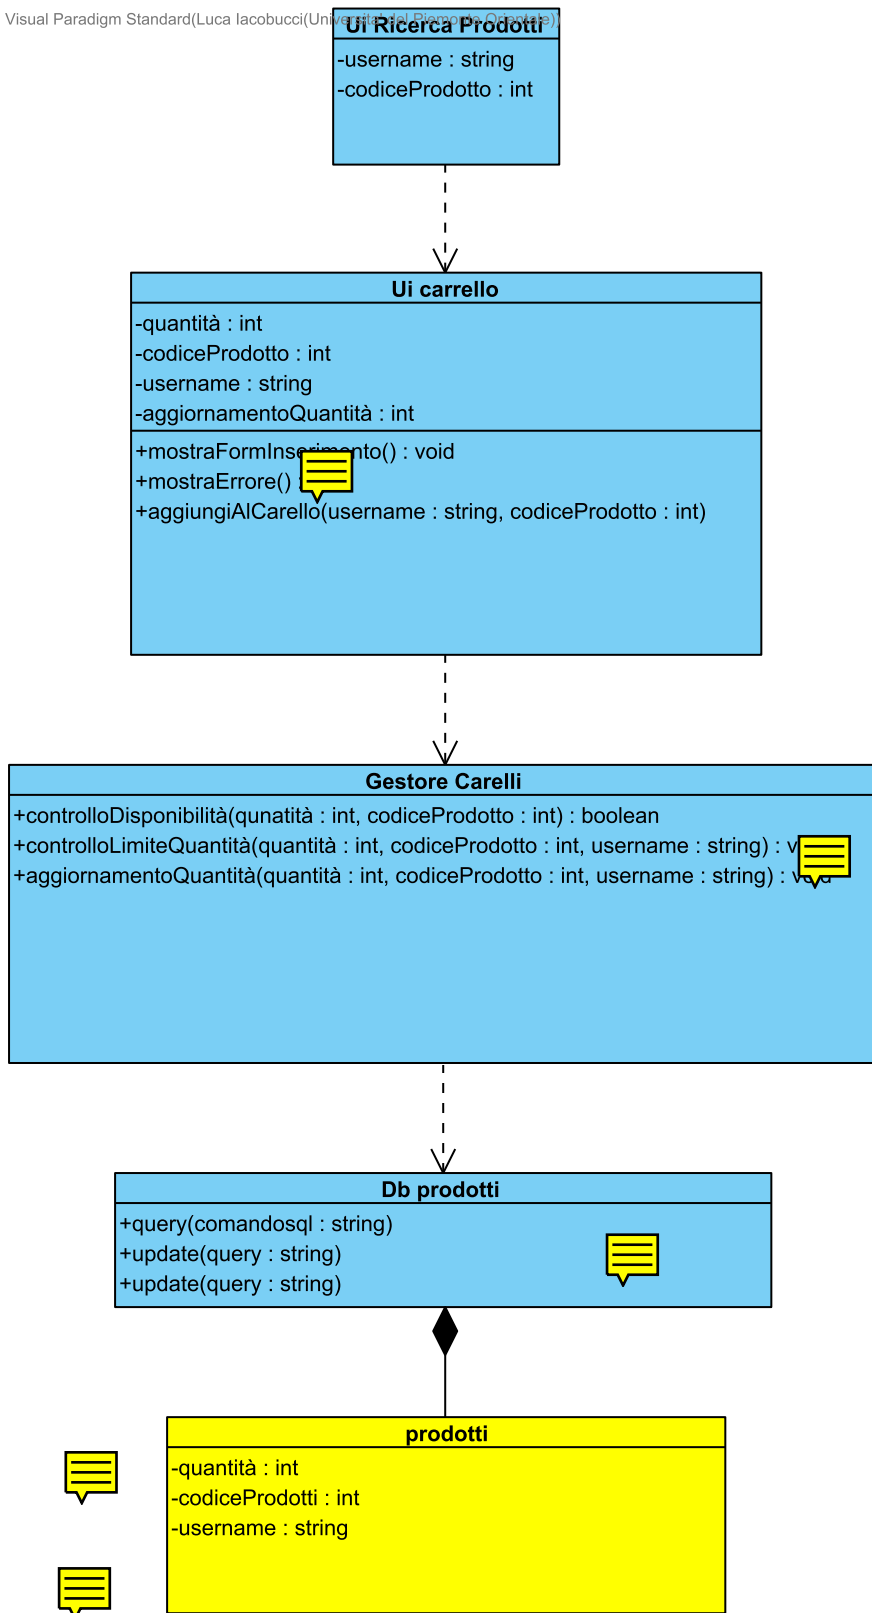 Visual Paradigm Standard(Luca Iacobucci(Universita' del Piemonte Orientale))
Ui Ricerca Prodotti
-username : string
-codiceProdotto : int
Ui carrello
-quantità : int
-codiceProdotto : int
-username : string
-aggiornamentoQuantità : int
+mostraFormInserimento() : void
+mostraErrore() :
+aggiungiAlCarello(username : string, codiceProdotto : int)
Gestore Carelli
+controlloDisponibilità(qunatità : int, codiceProdotto : int) : boolean
+controlloLimiteQuantità(quantità : int, codiceProdotto : int, username : string) :
+aggiornamentoQuantità(quantità : int, codiceProdotto : int, username : string) : void
Db prodotti
+query(comandosql : string)
+update(query : string)
+update(query : string)
prodotti
-quantità : int
-codiceProdotti : int
-username : string